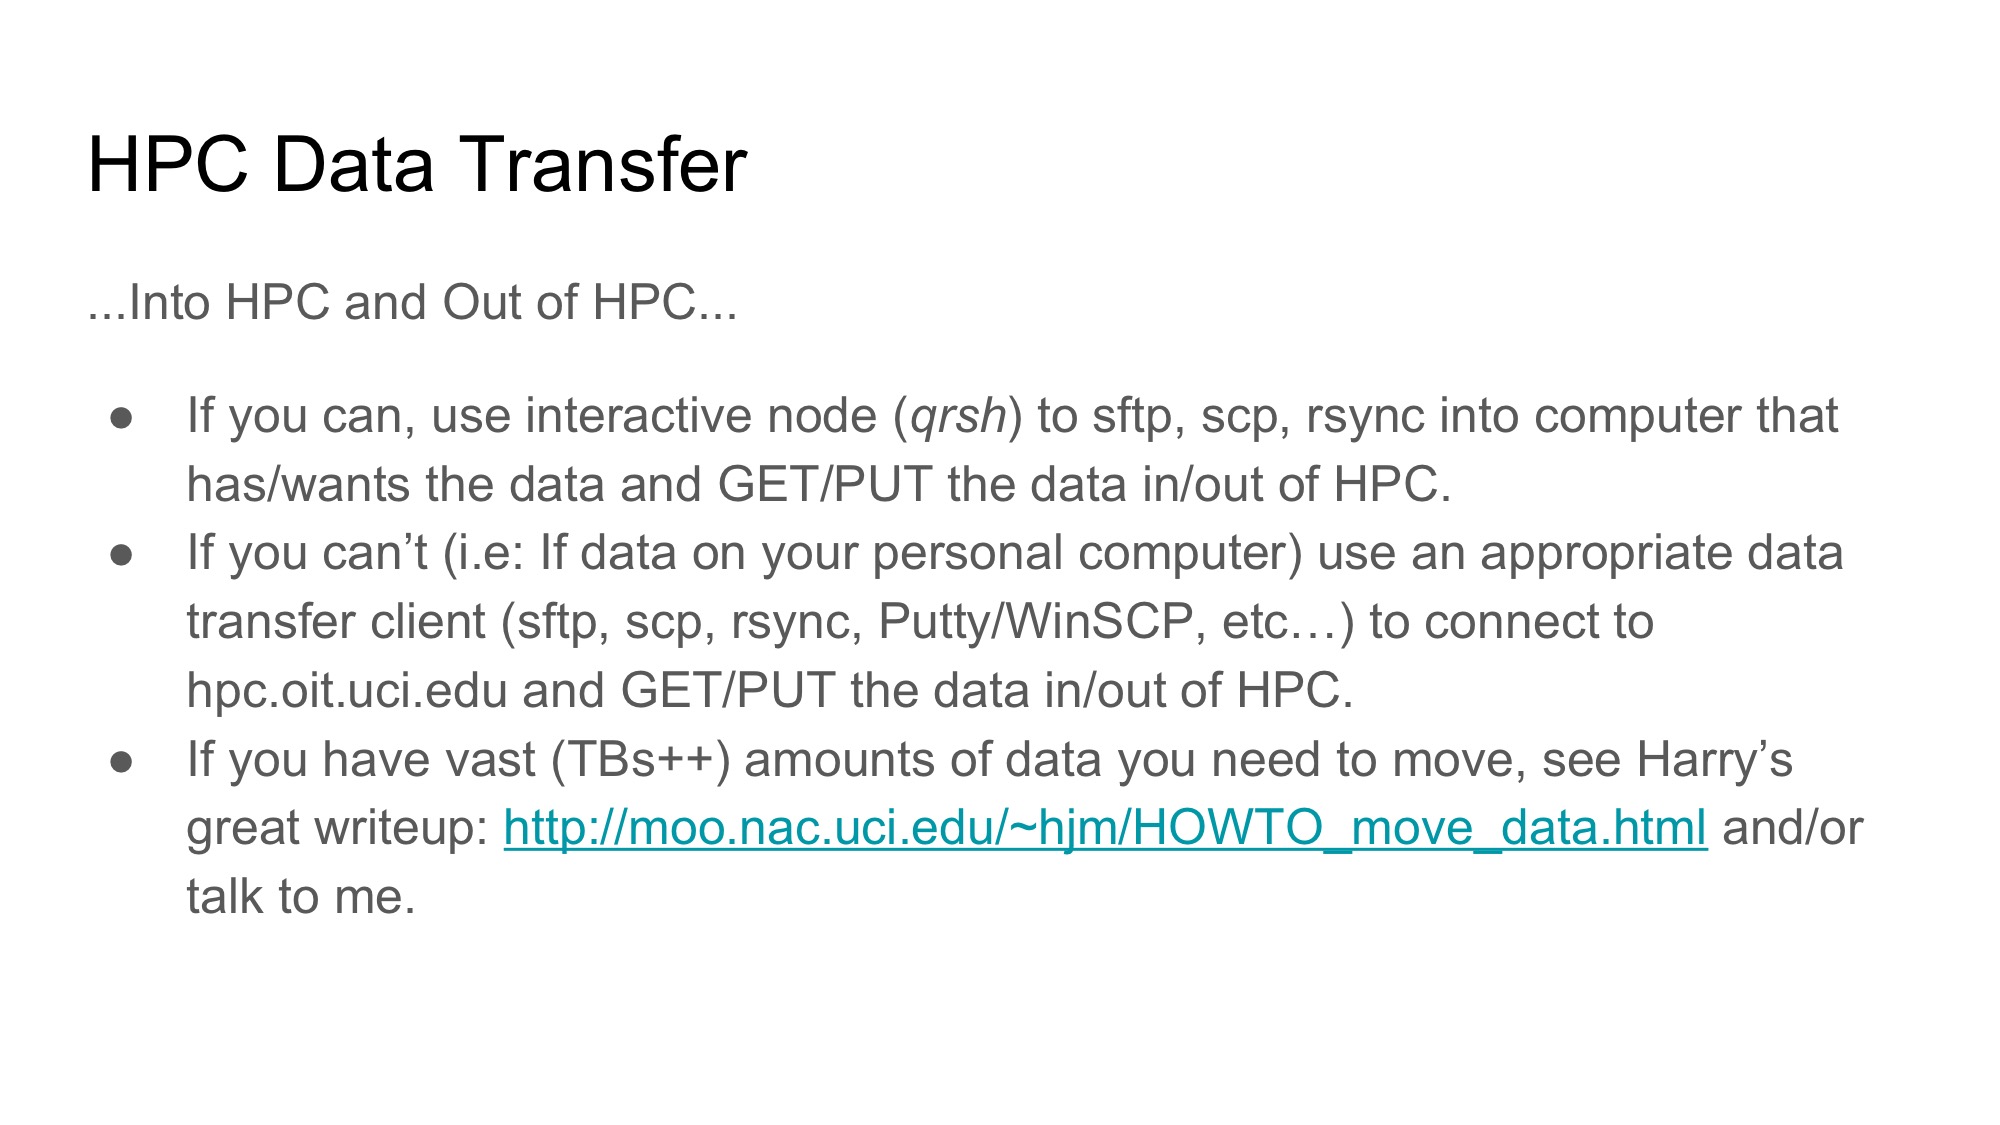 HPC Data Transfer
...Into HPC and Out of HPC...
● If you can, use interactive node (qrsh) to sftp, scp, rsync into computer that
has/wants the data and GET/PUT the data in/out of HPC.
● If you can’t (i.e: If data on your personal computer) use an appropriate data
transfer client (sftp, scp, rsync, Putty/WinSCP, etc…) to connect to
hpc.oit.uci.edu and GET/PUT the data in/out of HPC.
● If you have vast (TBs++) amounts of data you need to move, see Harry’s
great writeup: http://moo.nac.uci.edu/~hjm/HOWTO_move_data.html and/or
talk to me.